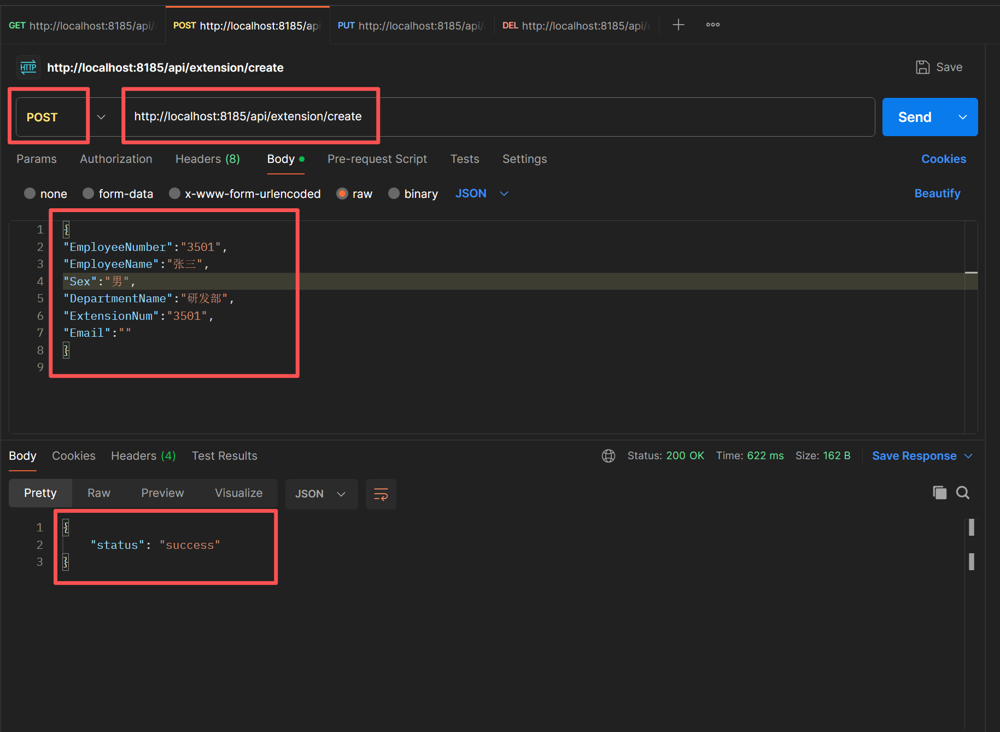 GET http://localhost:8185/api/
POST http://localhost:8185/api
PUT http://localhost:8185/api/
DEL http://localhost:8185/api/
HTTP http://localhost:8185/api/extension/create
Save
POST
http://localhost:8185/api/extension/create
Send
Params Authorization Headers (8) Body Pre-request Script Tests Settings Cookies
none form-data x-www-form-urlencoded raw binary JSON Beautify
1 {
2 "EmployeeNumber":"3501",
3 "EmployeeName":"张三",
4 "Sex":"男",
5 "DepartmentName":"研发部",
6 "ExtensionNum":"3501",
7 "Email":""
8 }
9
Body Cookies Headers (4) Test Results Status: 200 OK Time: 622 ms Size: 162 B Save Response
Pretty Raw Preview Visualize JSON
1 {
2 "status": "success"
3 }